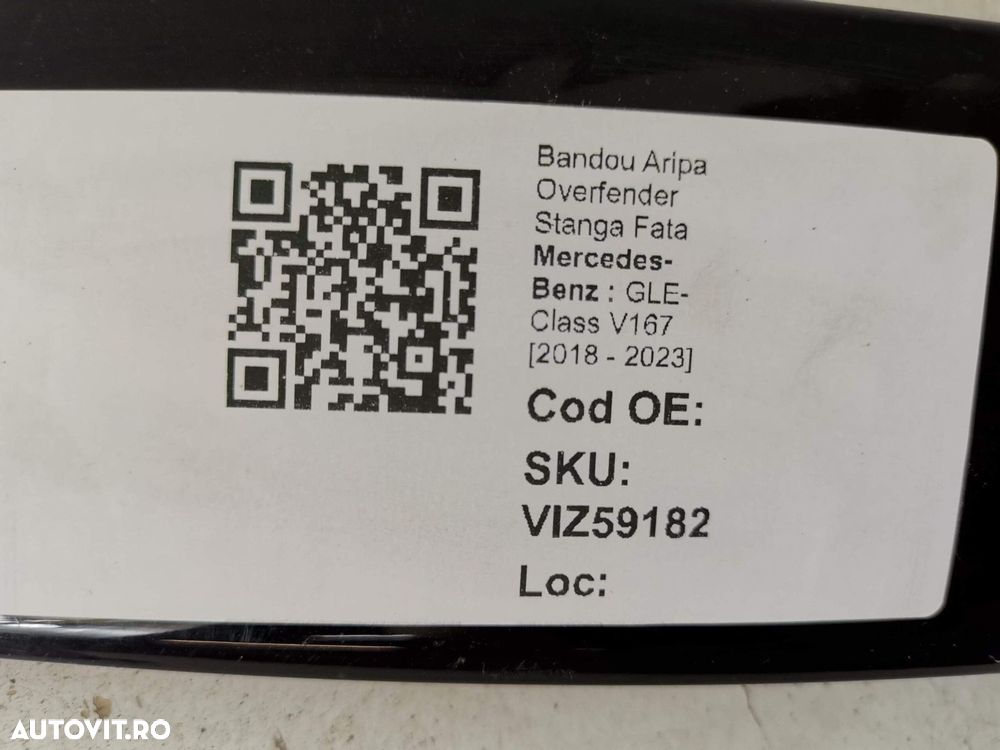 Bandou Aripa
Overfender
Stanga Fata
Mercedes-
Benz : GLE-
Class V167
[2018 - 2023]
Cod OE:
SKU:
VIZ59182
Loc:
AUTOVIT.RO